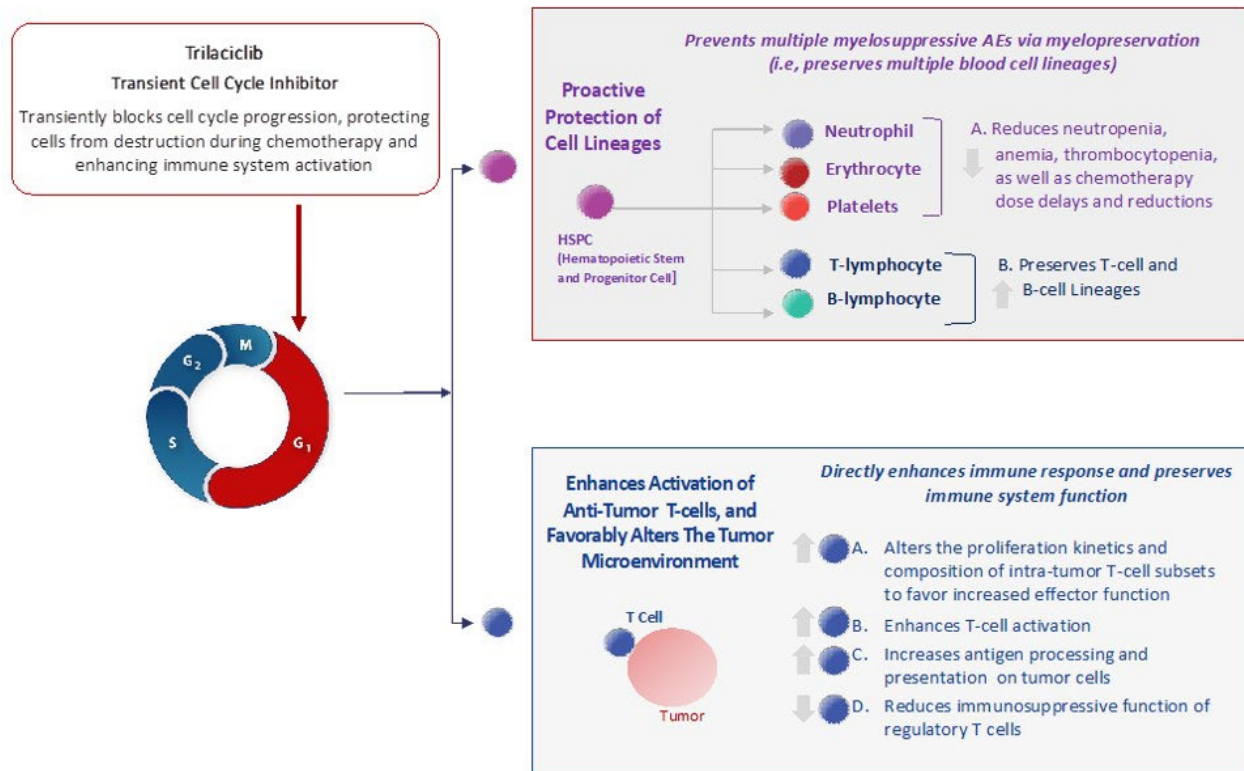 Trilaciclib
Transient Cell Cycle Inhibitor
Transiently blocks cell cycle progression, protecting
cells from destruction during chemotherapy and
enhancing immune system activation
M
G2
S
G1
Prevents multiple myelosuppressive AEs via myelopreservation
(i.e, preserves multiple blood cell lineages)
Proactive
Protection of
Cell Lineages
HSPC
(Hematopoietic Stem
and Progenitor Cell]
Neutrophil
Erythrocyte
Platelets
A. Reduces neutropenia,
anemia, thrombocytopenia,
as well as chemotherapy
dose delays and reductions
T-lymphocyte
B-lymphocyte
B. Preserves T-cell and
B-cell Lineages
Enhances Activation of
Anti-Tumor T-cells, and
Favorably Alters The Tumor
Microenvironment
T Cell
Tumor
Directly enhances immune response and preserves
immune system function
A. Alters the proliferation kinetics and
composition of intra-tumor T-cell subsets
to favor increased effector function
B. Enhances T-cell activation
C. Increases antigen processing and
presentation on tumor cells
D. Reduces immunosuppressive function of
regulatory T cells